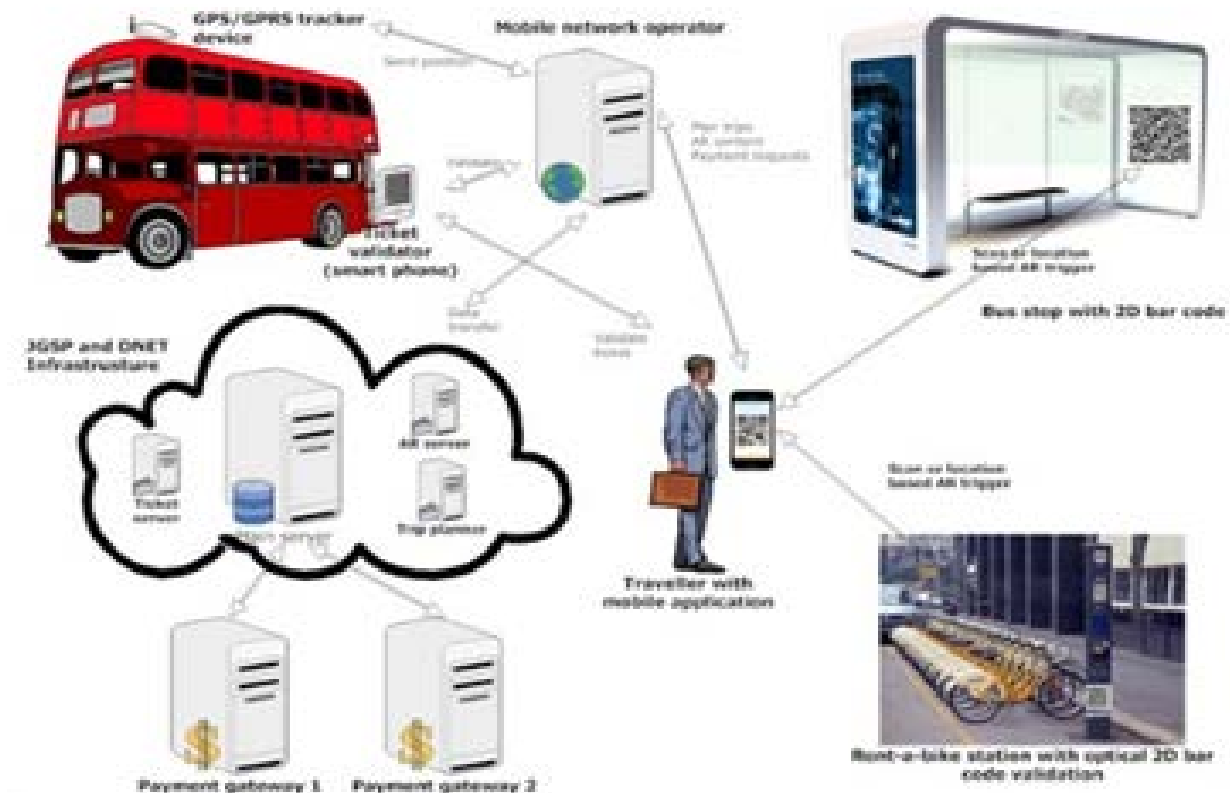 GPS/GPRS tracker
device
Mobile network operator
Send position
Plan trips
AR content
Payment requests
Validate
Ticket
validator
(smart phone)
Scan or location
based AR trigger
Bus stop with 2D bar code
Data
transfer
Validate
JGSP and DNET
Infrastructure
AR server
Ticket
server
Trip planner
Main server
Scan or location
based AR trigger
Traveller with
mobile application
Rent-a-bike station with optical 2D bar
code validation
Payment gateway 1
Payment gateway 2